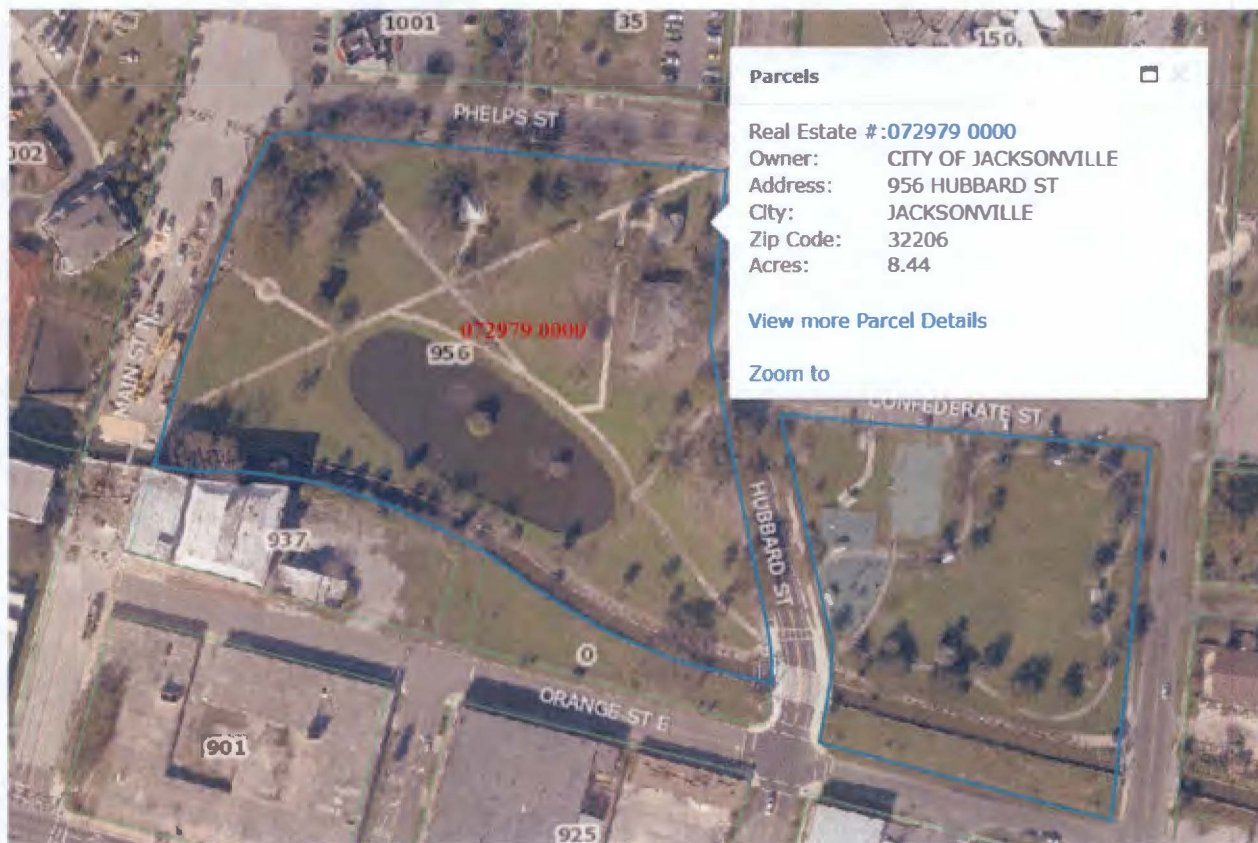 1001
35
150
Parcels
Real Estate #:072979 0000
Owner: CITY OF JACKSONVILLE
Address: 956 HUBBARD ST
City: JACKSONVILLE
Zip Code: 32206
Acres: 8.44
View more Parcel Details
Zoom to
PHELPS ST
002
MAIN ST N
072979 0000
956
CONFEDERATE ST
HUBBARD ST
937
0
ORANGE ST E
901
925